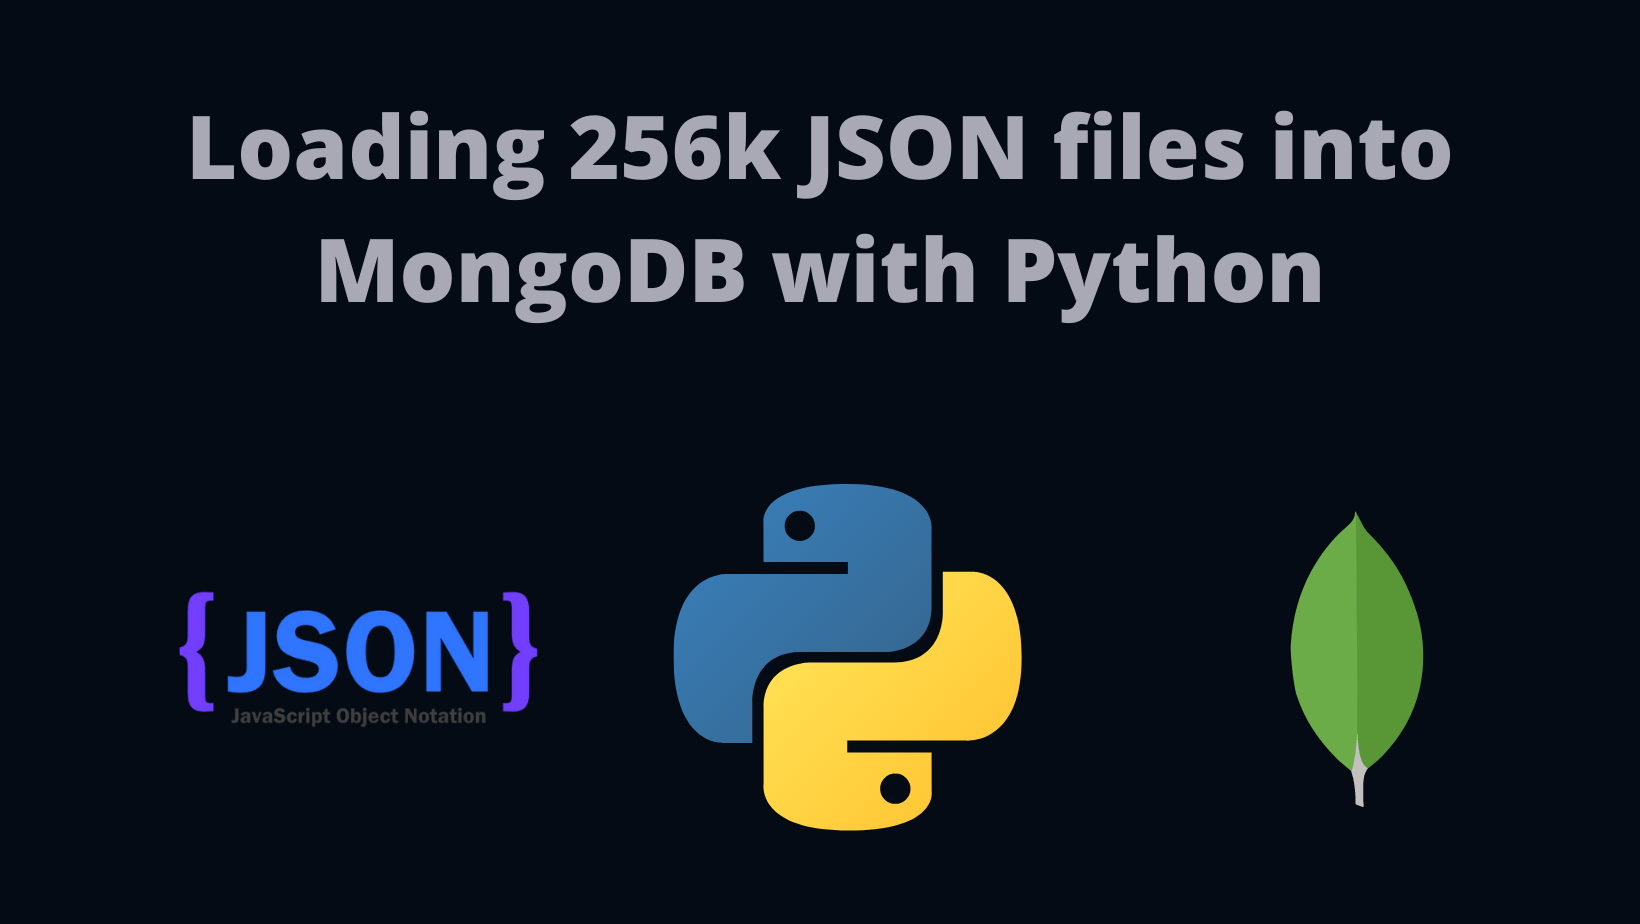 Loading 256k JSON files into
MongoDB with Python
{JSON}
JavaScript Object Notation